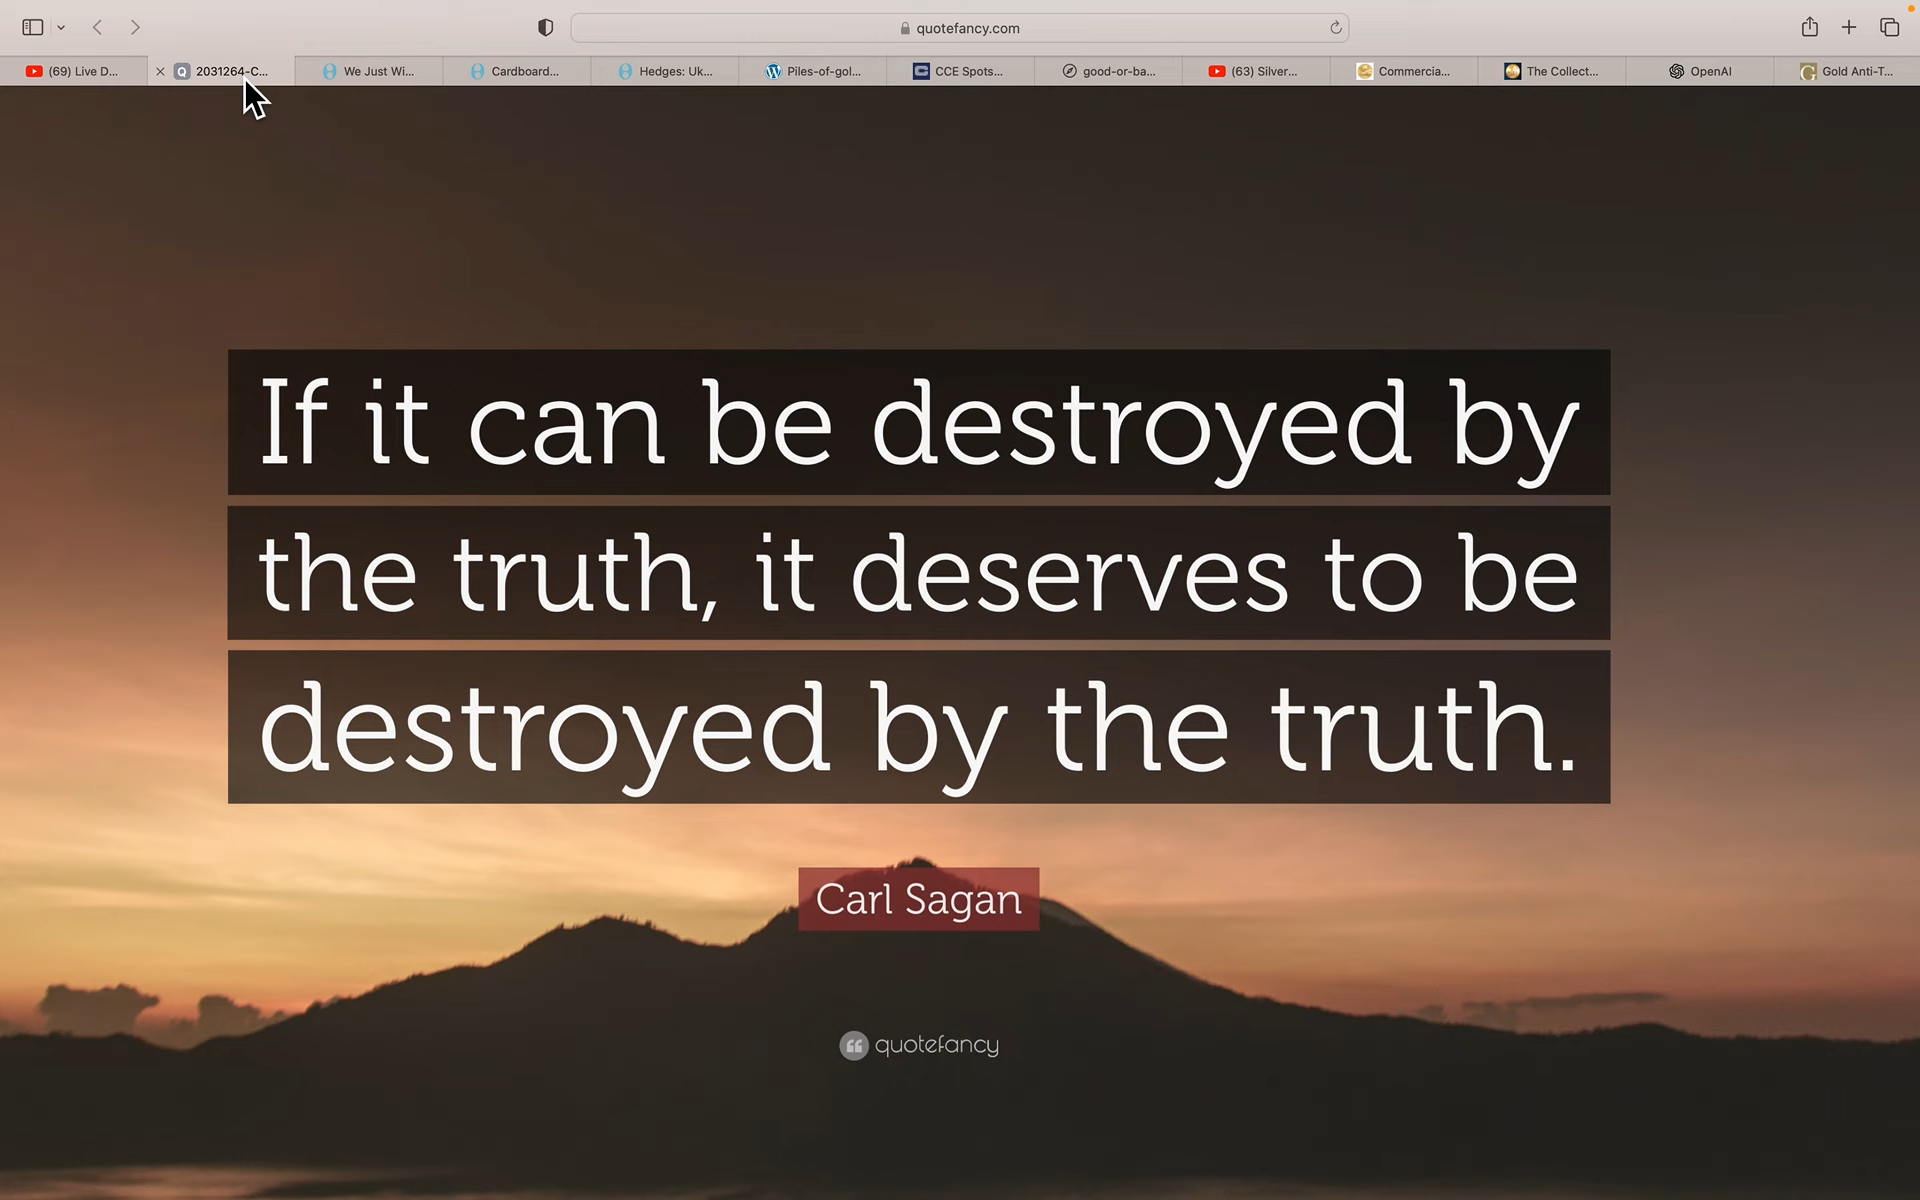 quotefancy.com
(69) Live D...
2031264-C...
We Just Wi...
Cardboard...
Hedges: Uk...
Piles-of-gol...
CCE Spots...
good-or-ba...
(63) Silver...
Commercia...
The Collect...
OpenAI
Gold Anti-T...
If it can be destroyed by
the truth, it deserves to be
destroyed by the truth.
Carl Sagan
quotefancy